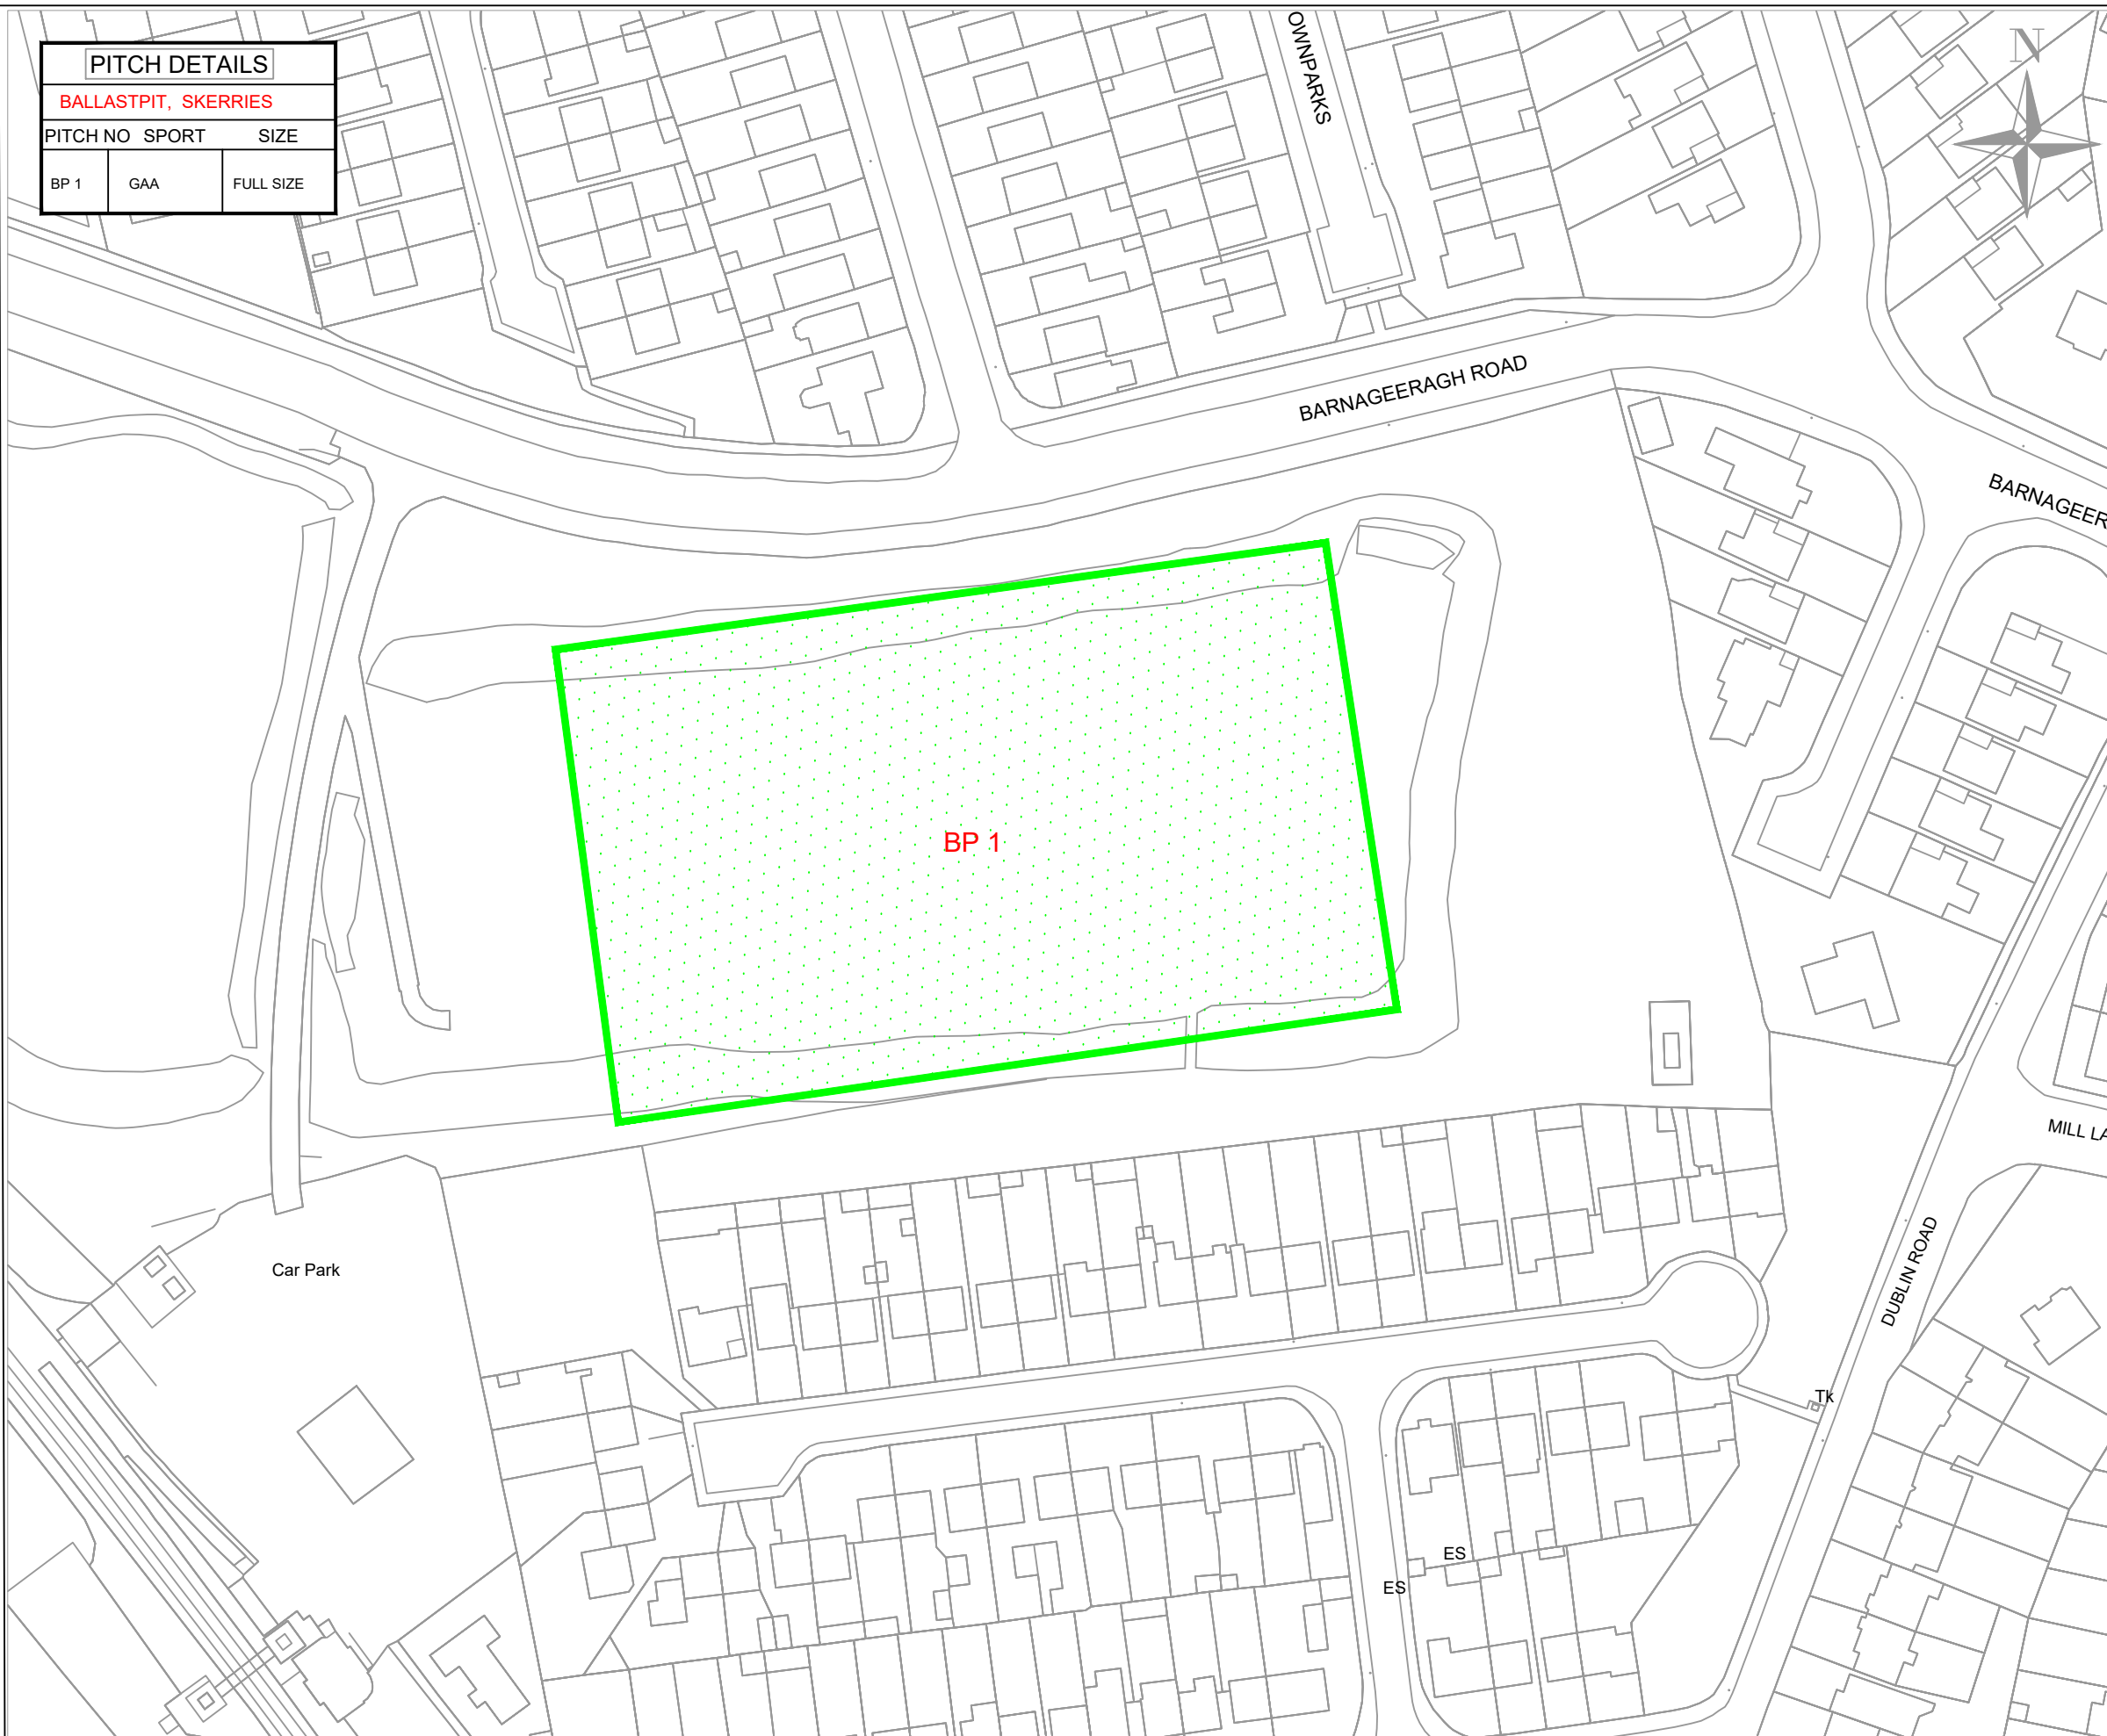 PITCH DETAILS
BALLASTPIT, SKERRIES
PITCH NO SPORT SIZE
BP 1 GAA FULL SIZE
N
OWNPARKS
BARNAGEERAGH ROAD
BARNAGEER
BP 1
MILL LA
DUBLIN ROAD
Car Park
Tk
ES
ES